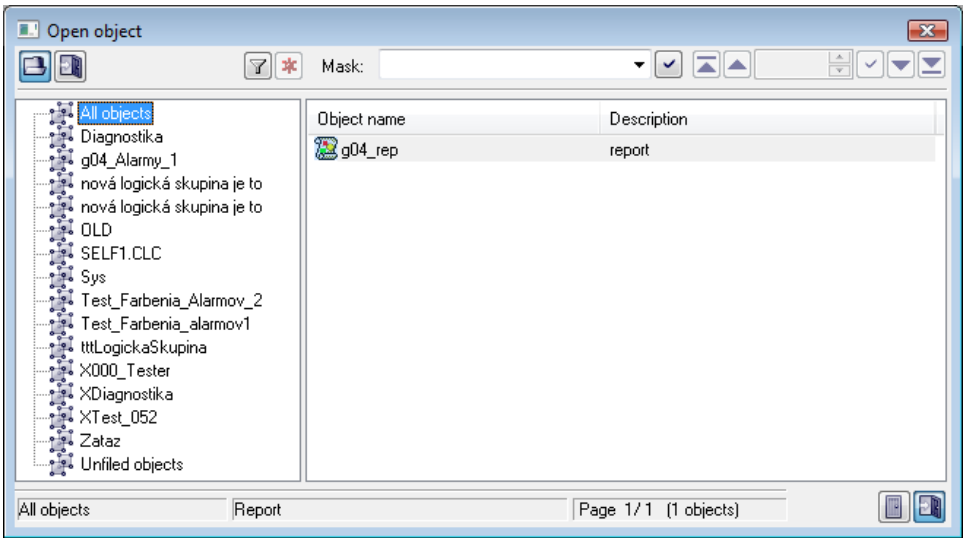 Open object
Mask:
All objects
Diagnostika
g04_Alarmy_1
nová logická skupina je to
nová logická skupina je to
OLD
SELF1.CLC
Sys
Test_Farbenia_Alarmov_2
Test_Farbenia_alarmov1
tttLogickaSkupina
X000_Tester
XDiagnostika
XTest_052
Zataz
Unfiled objects
Object name Description
g04_rep report
All objects Report Page 1/1 (1 objects)